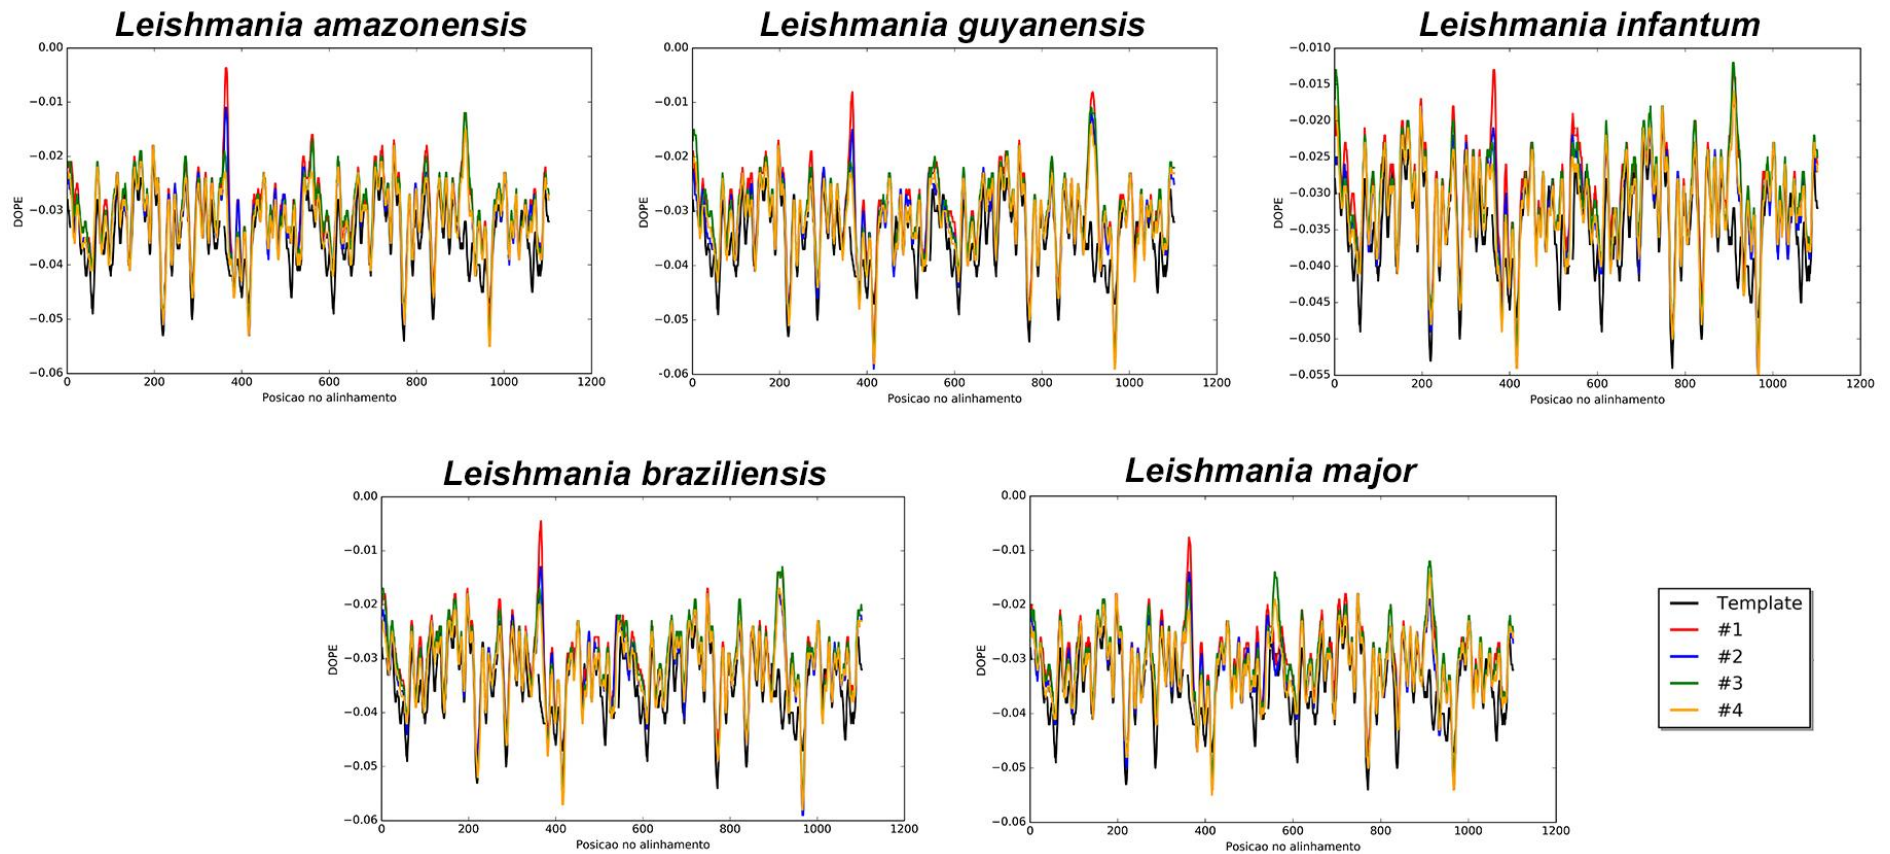 Leishmania amazonensis
0.00
−0.01
−0.02
−0.03
−0.04
−0.05
−0.06
DOPE
0 200 400 600 800 1000 1200
Posicao no alinhamento
Leishmania guyanensis
0.00
−0.01
−0.02
−0.03
−0.04
−0.05
-0.06
DOPE
0 200 400 600 800 1000 1200
Posicao no alinhamento
Leishmania infantum
−0.010
−0.015
−0.020
−0.025
−0.030
−0.035
−0.040
−0.045
−0.050
−0.055
DOPE
0 200 400 600 800 1000 1200
Posicao no alinhamento
Leishmania braziliensis
0.00
−0.01
−0.02
−0.03
−0.04
−0.05
−0.06
DOPE
0 200 400 600 800 1000 1200
Posicao no alinhamento
Leishmania major
0.00
−0.01
−0.02
−0.03
−0.04
−0.05
−0.06
DOPE
0 200 400 600 800 1000 1200
Posicao no alinhamento
Template
#1
#2
#3
#4